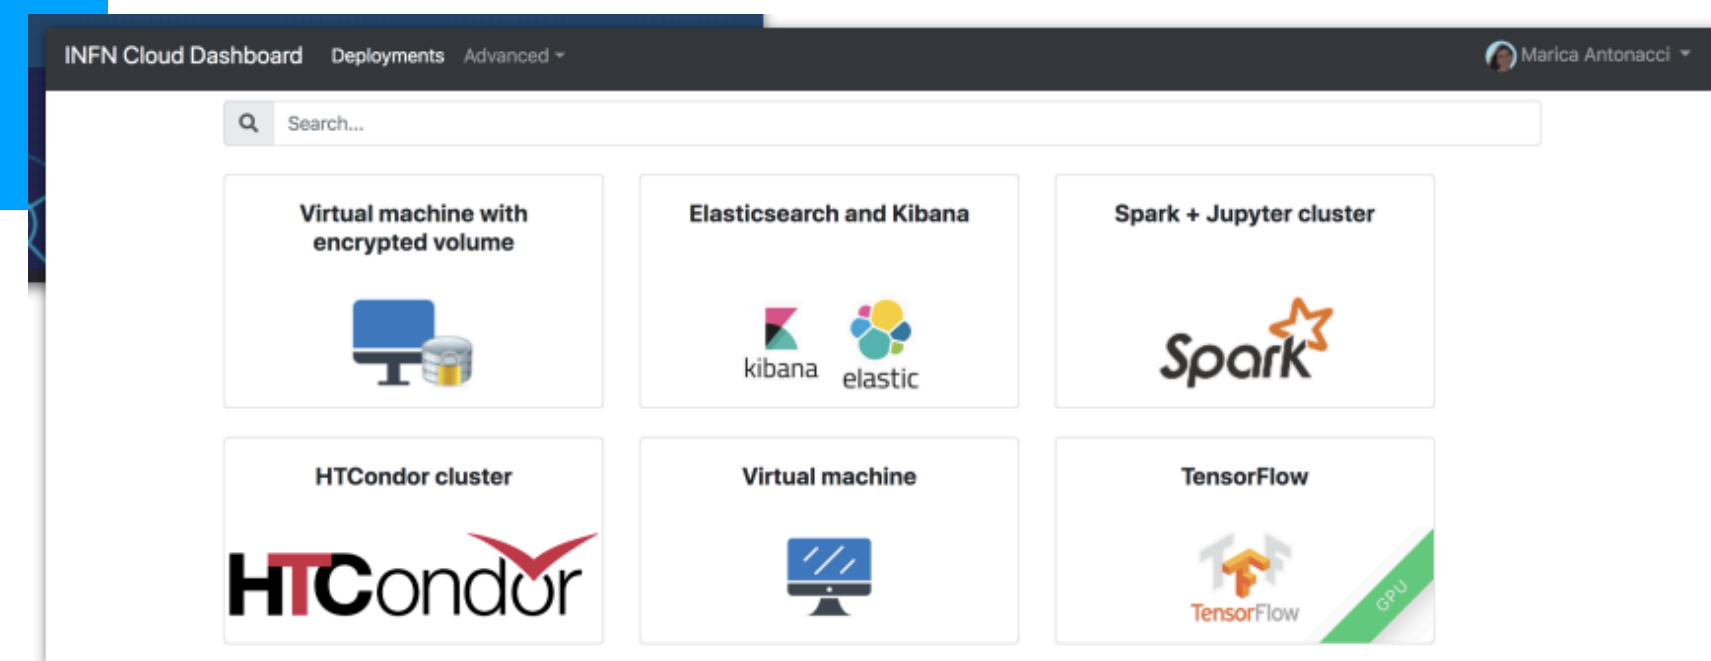 INFN Cloud Dashboard Deployments Advanced Marica Antonacci
Search...
Virtual machine with
encrypted volume
Elasticsearch and Kibana
kibana
elastic
Spark + Jupyter cluster
Spark
HTCondor cluster
HTCondor
Virtual machine
TensorFlow
TF
TensorFlow
GPU